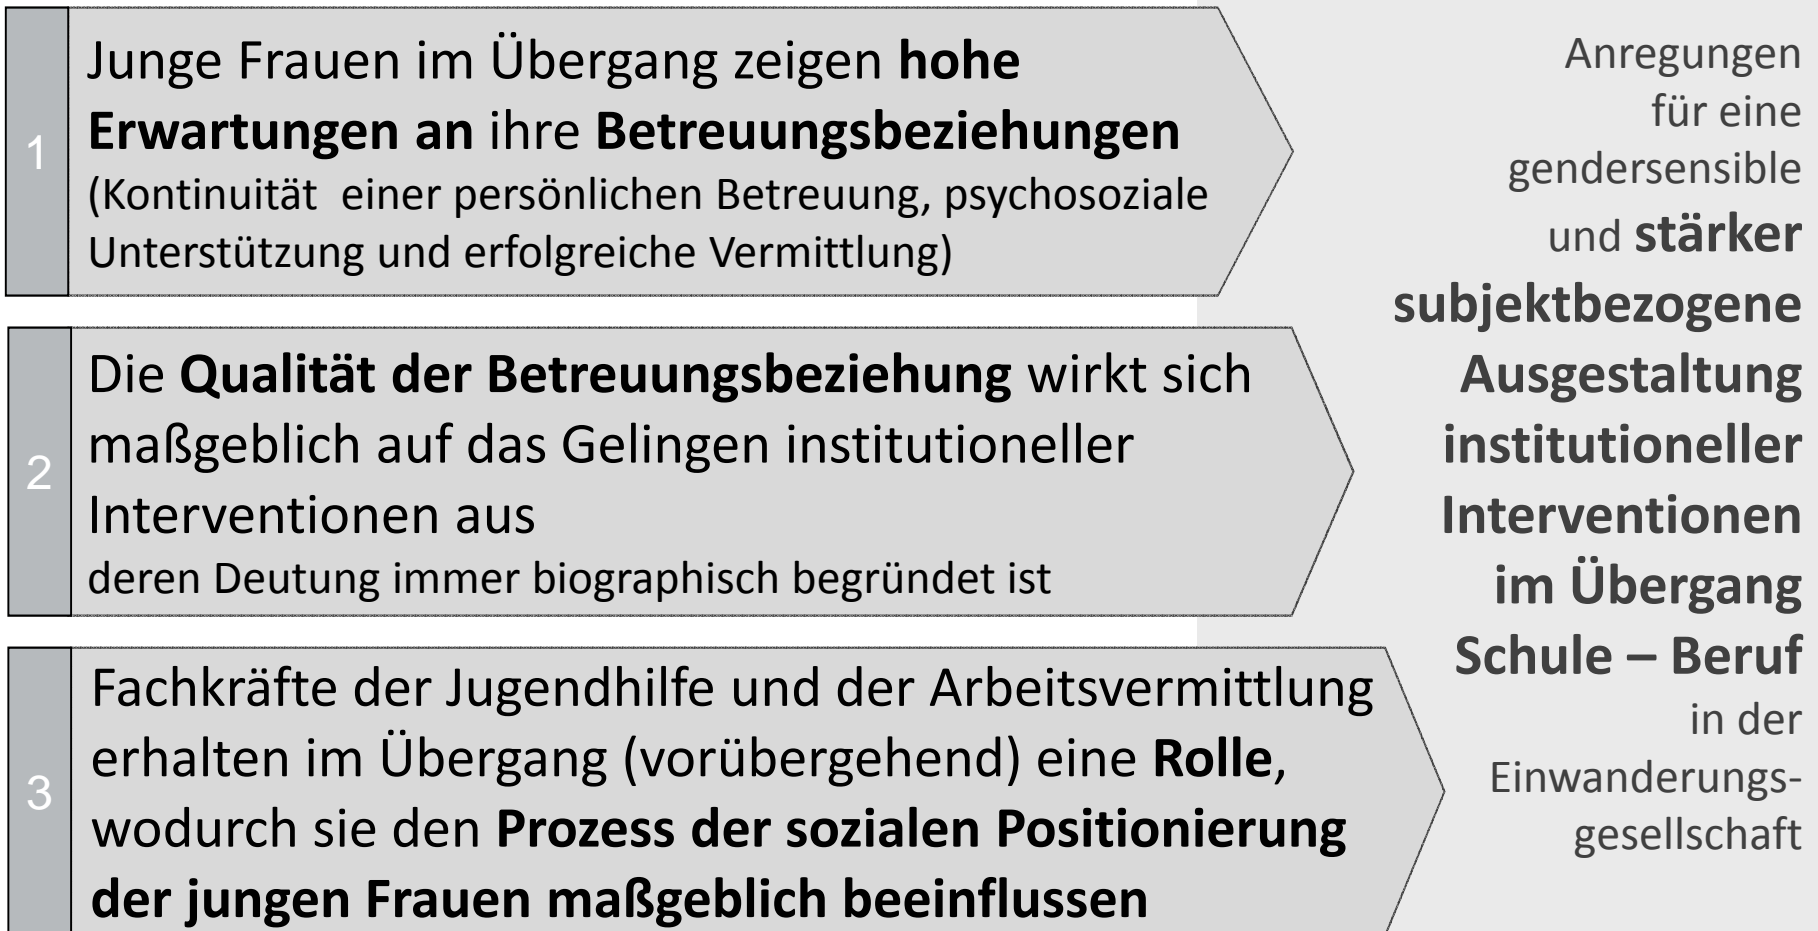 1
Junge Frauen im Übergang zeigen hohe
Erwartungen an ihre Betreuungsbeziehungen
(Kontinuität einer persönlichen Betreuung, psychosoziale
Unterstützung und erfolgreiche Vermittlung)
2
Die Qualität der Betreuungsbeziehung wirkt sich
maßgeblich auf das Gelingen institutioneller
Interventionen aus
deren Deutung immer biographisch begründet ist
3
Fachkräfte der Jugendhilfe und der Arbeitsvermittlung
erhalten im Übergang (vorübergehend) eine Rolle,
wodurch sie den Prozess der sozialen Positionierung
der jungen Frauen maßgeblich beeinflussen
Anregungen
für eine
gendersensible
und stärker
subjektbezogene
Ausgestaltung
institutioneller
Interventionen
im Übergang
Schule – Beruf
in der
Einwanderungs-
gesellschaft